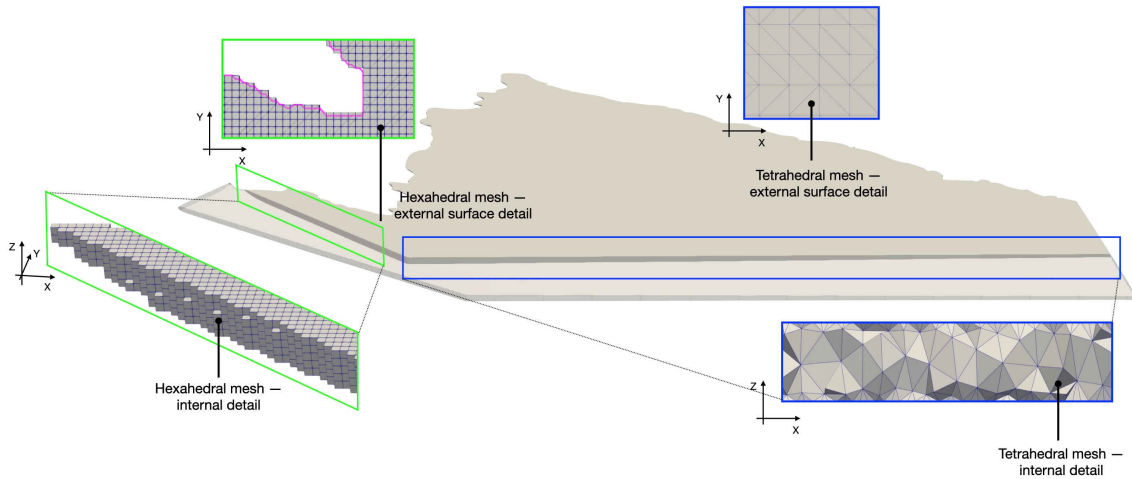 Y
X
Hexahedral mesh —
external surface detail
Y
X
Tetrahedral mesh —
external surface detail
Z
Y
X
Hexahedral mesh —
internal detail
Z
X
Tetrahedral mesh —
internal detail